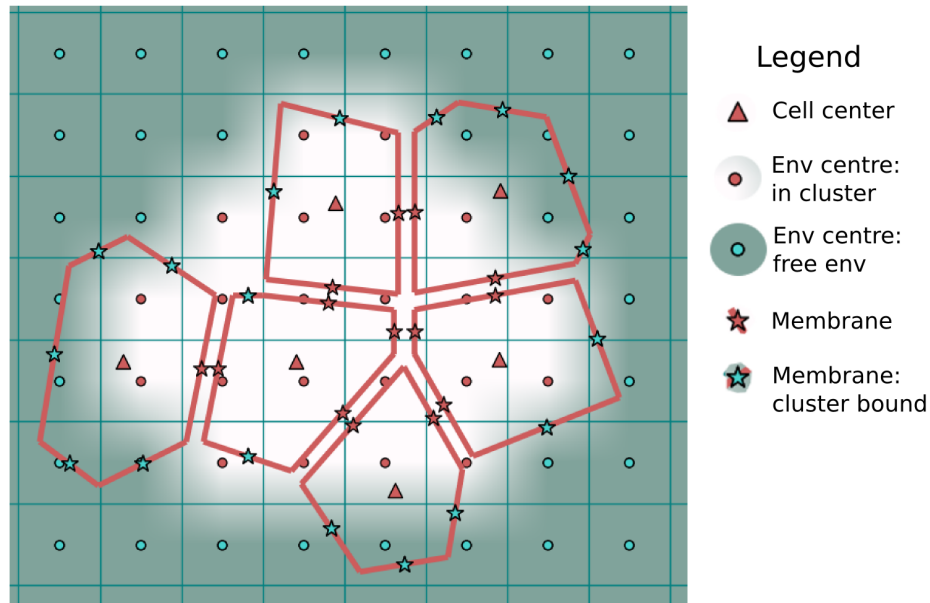 Legend
Cell center
Env centre:
in cluster
Env centre:
free env
Membrane
Membrane:
cluster bound